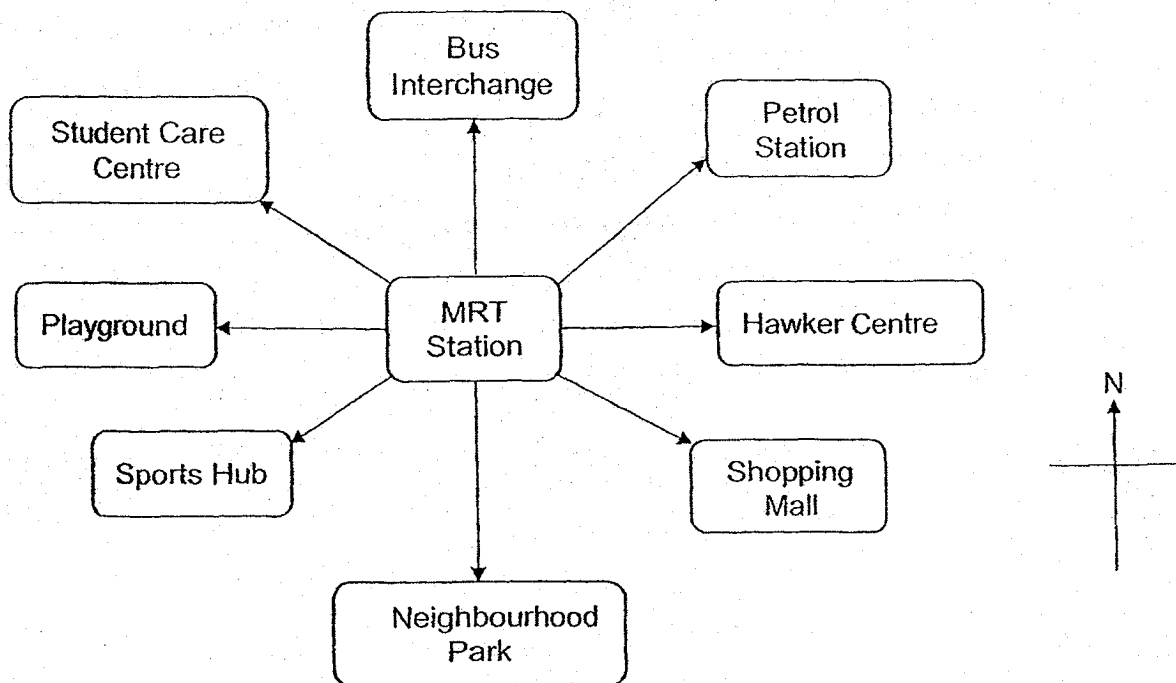 Bus
Interchange
Petrol
Station
Student Care
Centre
MRT
Station
Playground
Hawker Centre
N
Sports Hub
Shopping
Mall
Neighbourhood
Park